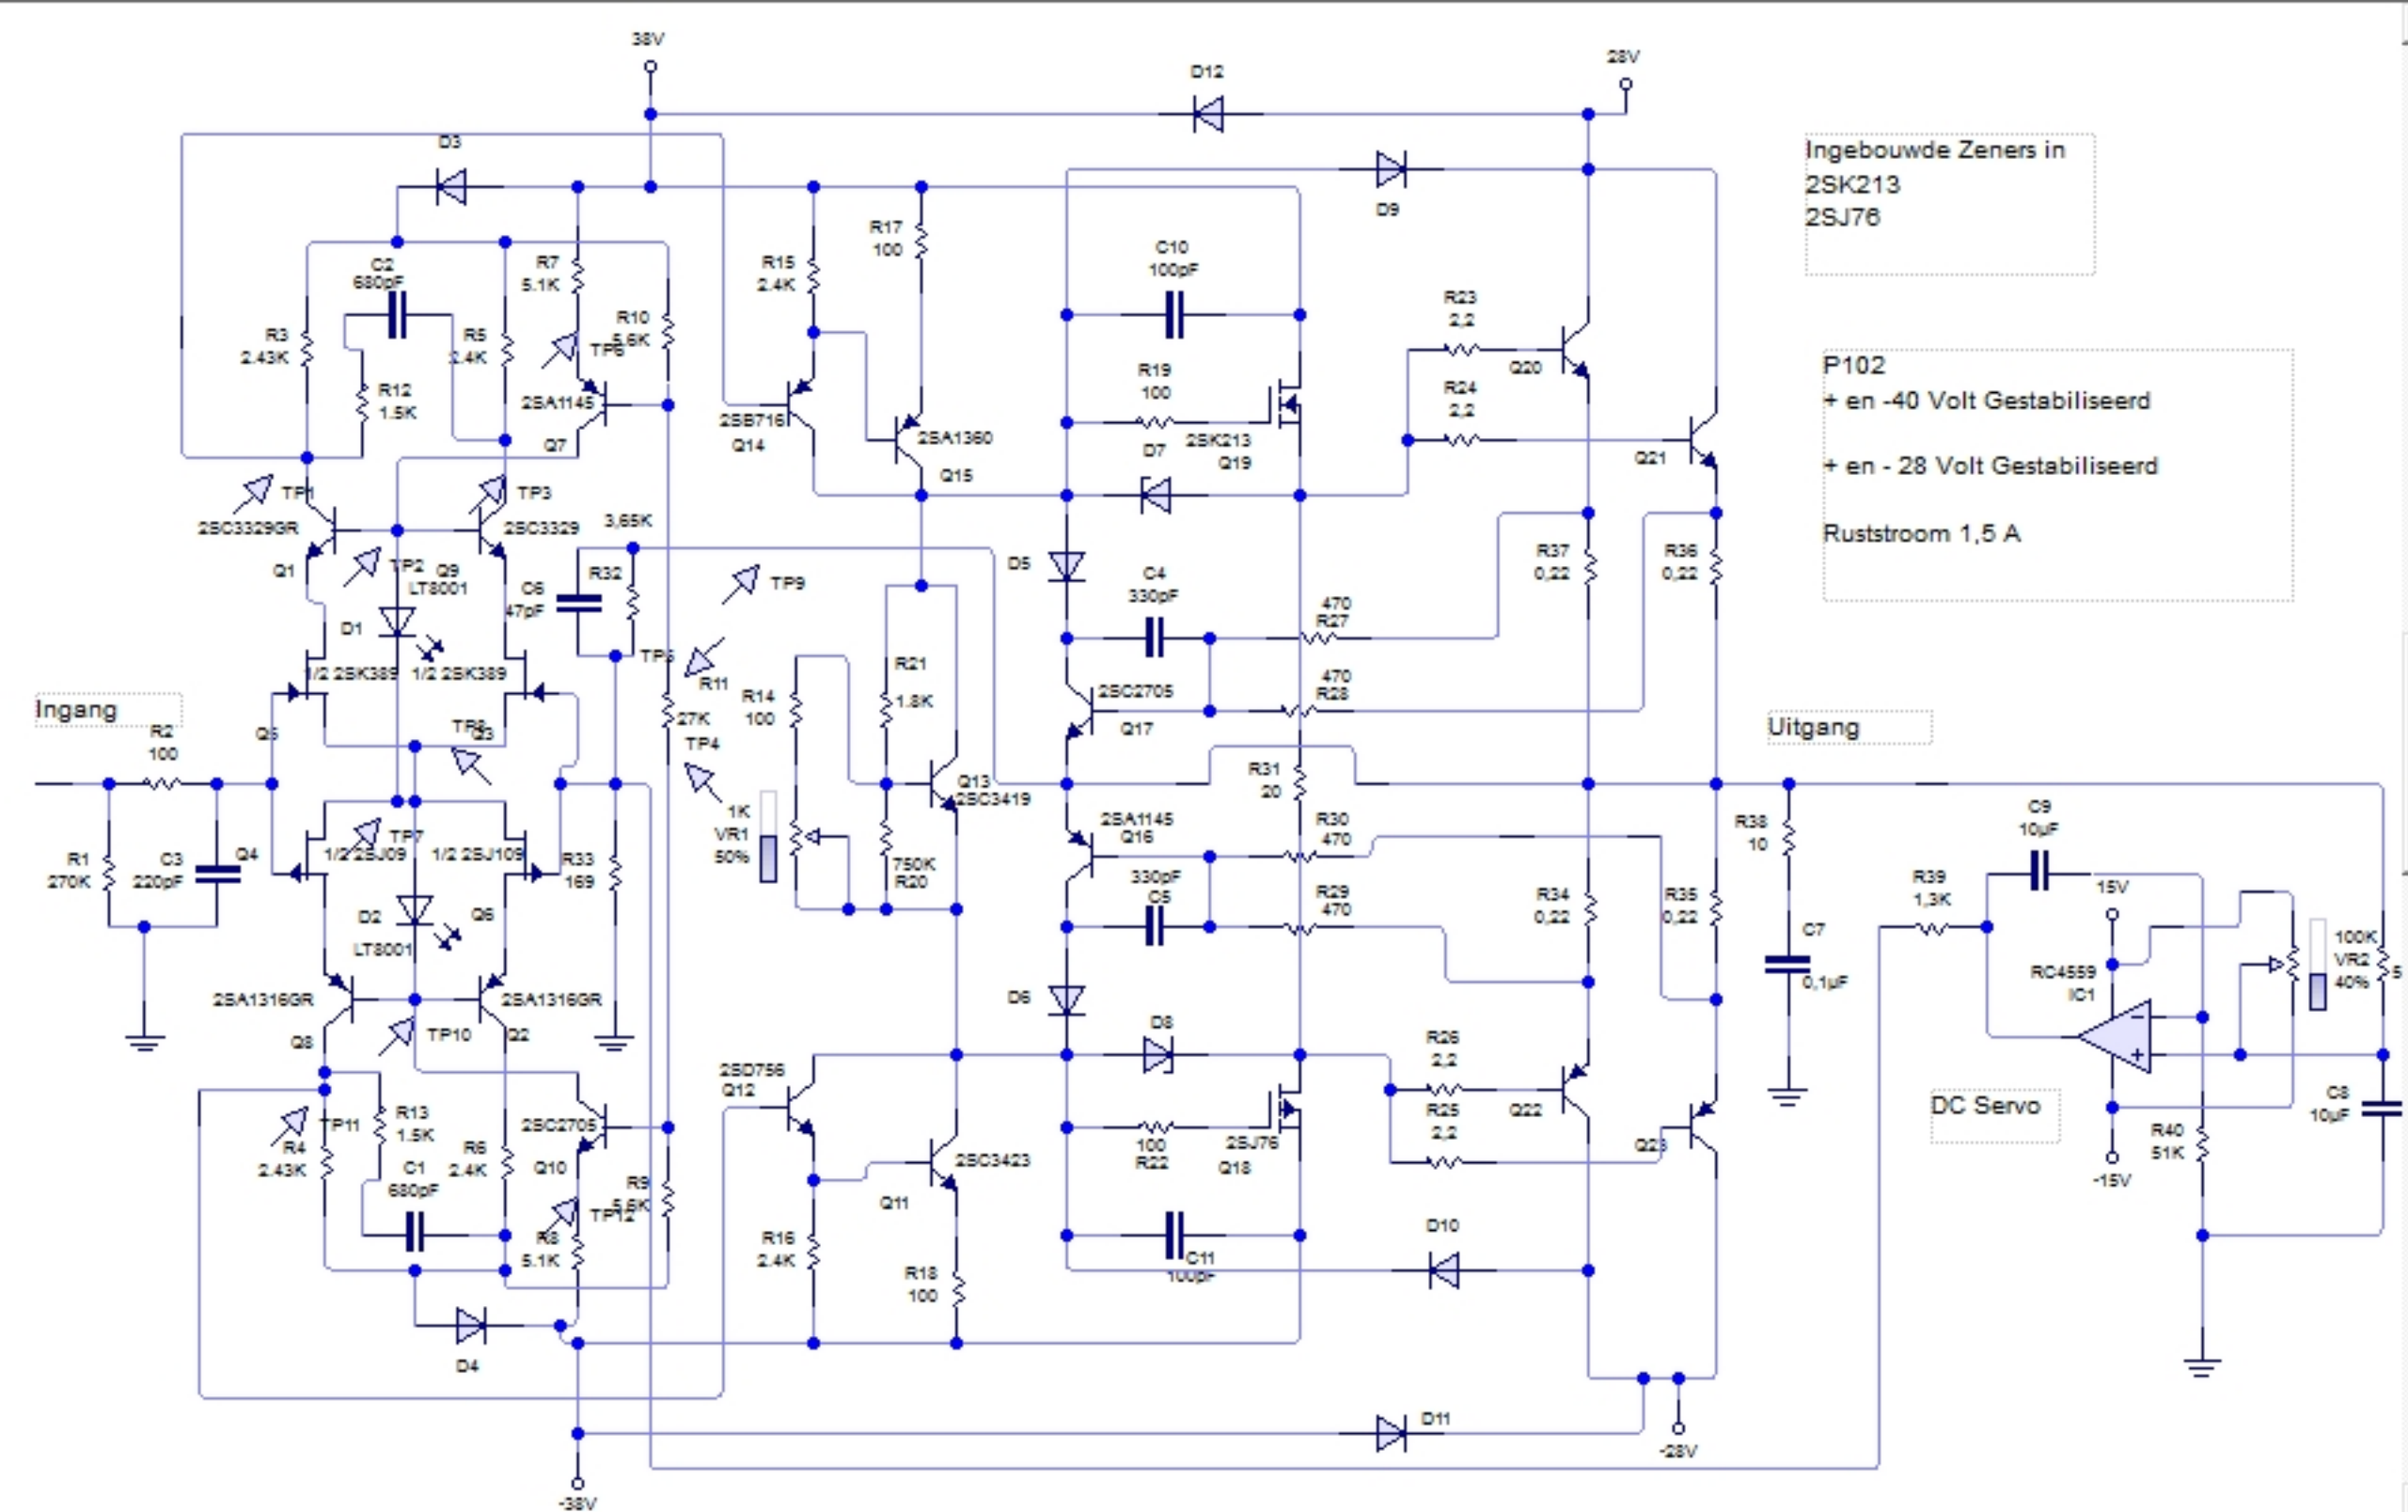 38V
28V
D12
D3
D9
Ingebouwde Zeners in
2SK213
2SJ76
C2
680pF
R7
5.1K
R10
5.6K
R15
2.4K
R17
100
C10
100pF
R3
2.43K
R5
2.4K
R12
1.5K
TP6
2SA1145
Q7
2SB716
Q14
2SA1360
Q15
R19
100
D7
2SK213
Q19
R23
2,2
R24
2,2
Q20
Q21
P102
+ en -40 Volt Gestabiliseerd
+ en - 28 Volt Gestabiliseerd
Ruststroom 1,5 A
TP1
2SC3329GR
Q1
TP3
2SC3329
TP2
Q9
LT8001
D1
3,65K
R32
C6
47pF
TP9
D5
C4
330pF
R37
0,22
R36
0,22
470
R27
470
R28
1/2 2SK389
1/2 2SK389
TP5
R11
27K
TP4
R14
100
R21
1.8K
2SC2705
Q17
Ingang
R2
100
Q5
TP8
Q3
Q13
2SC3419
R31
20
Uitgang
1K
VR1
50%
750K
R20
2SA1145
Q16
R30
470
330pF
C5
R29
470
R34
0,22
R35
0,22
R38
10
C7
0,1µF
R1
270K
C3
220pF
Q4
TP7
1/2 2SJ09
1/2 2SJ109
R33
169
D2
LT8001
Q6
2SA1316GR
Q8
2SA1316GR
Q2
TP10
D6
D8
C9
10µF
R39
1,3K
15V
RC4559
IC1
100K
VR2
40%
5
DC Servo
-15V
R40
51K
C8
10µF
R13
1.5K
TP11
R4
2.43K
C1
680pF
R6
2.4K
2SC2705
Q10
TP12
R8
5.1K
R9
5.6K
2SD756
Q12
2SC3423
Q11
100
R22
2SJ76
Q18
R26
2,2
R25
2,2
Q22
Q23
R16
2.4K
R18
100
C11
100pF
D10
D4
D11
-38V
-28V